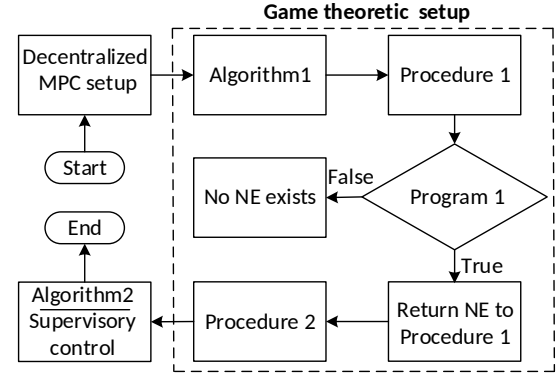 Game theoretic setup
Decentralized
MPC setup
Algorithm1
Procedure 1
Start
No NE exists
False
Program 1
End
True
Algorithm2
Supervisory
control
Procedure 2
Return NE to
Procedure 1